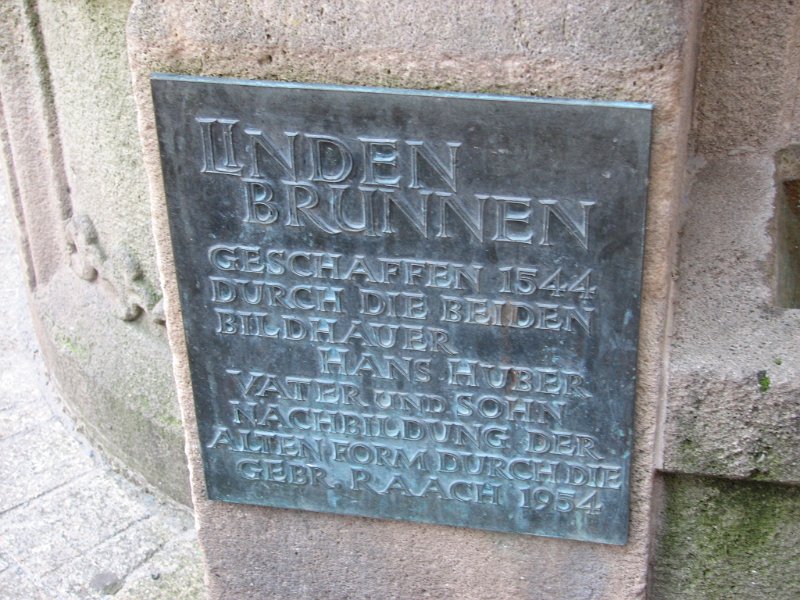 LINDEN
BRUNNEN
GESCHAFFEN 1544
DURCH DIE BEIDEN
BILDHAUER
HANS HUBER
VATER UND SOHN
NACHBILDUNG DER
ALTEN FORM DURCH DIE
GEBR. RAACH 1954